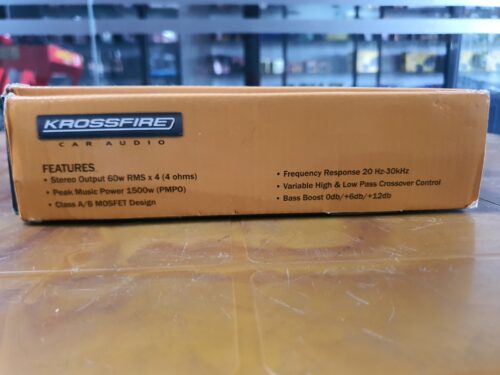 KROSSFIRE
CAR AUDIO
FEATURES
• Stereo Output 60w RMS x 4 (4 ohms)
• Peak Music Power 1500w (PMPO)
• Class A/B MOSFET Design
• Frequency Response 20 Hz-30kHz
• Variable High & Low Pass Crossover Control
• Bass Boost 0db/+6db/+12db